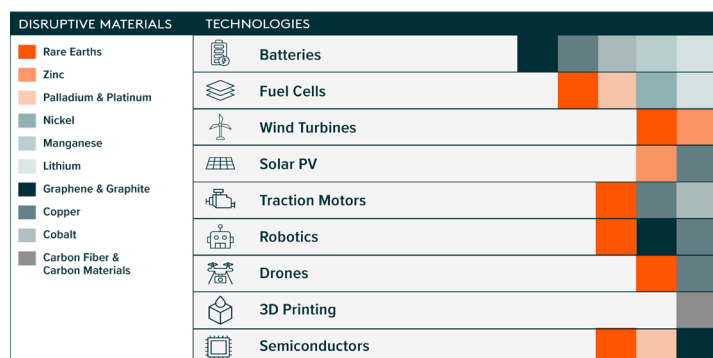 DISRUPTIVE MATERIALS
TECHNOLOGIES
Rare Earths
Zinc
Palladium & Platinum
Nickel
Manganese
Lithium
Graphene & Graphite
Copper
Cobalt
Carbon Fiber &
Carbon Materials
Batteries
Fuel Cells
Wind Turbines
Solar PV
Traction Motors
Robotics
Drones
3D Printing
Semiconductors